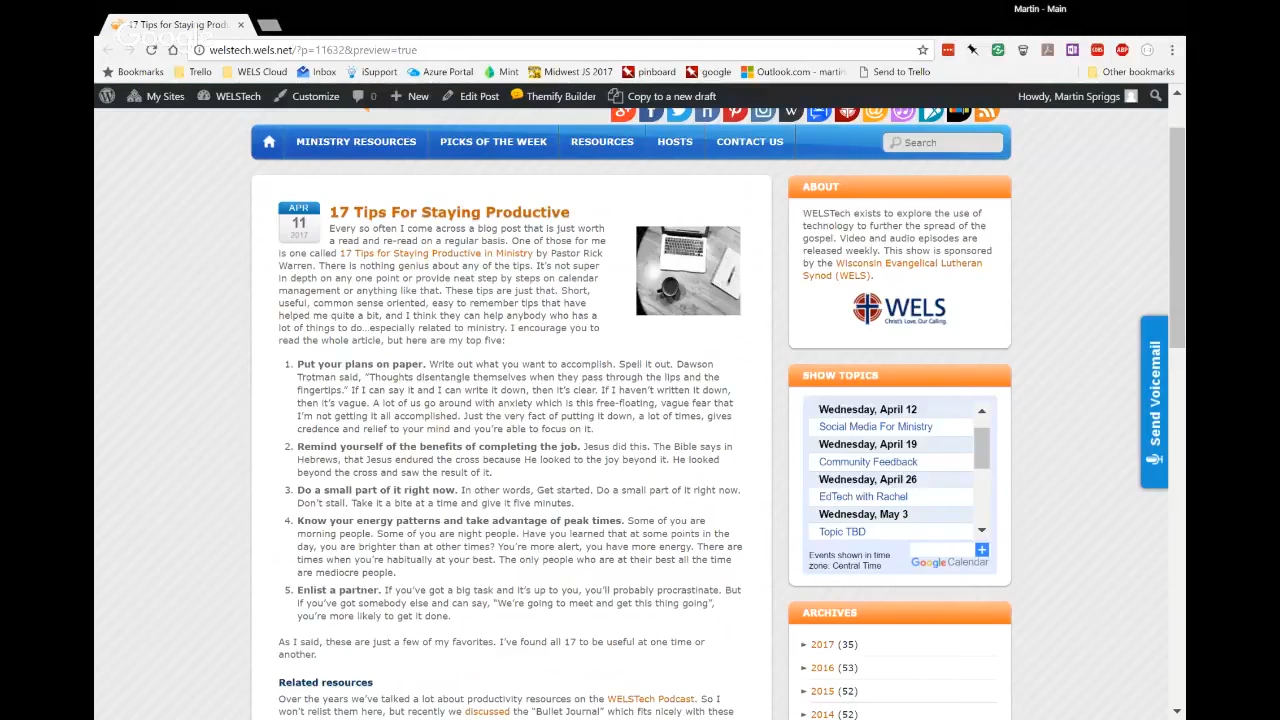 Martin - Main
17 Tips for Staying Produ
Google
welstech.wels.net/?p=11632&preview=true
Bookmarks Trello WELS Cloud Inbox iSupport Azure Portal Mint Midwest JS 2017 pinboard google Outlook.com - martin Send to Trello Other bookmarks
My Sites WELSTech Customize 0 New Edit Post Themify Builder Copy to a new draft Howdy, Martin Spriggs
MINISTRY RESOURCES PICKS OF THE WEEK RESOURCES HOSTS CONTACT US Search
APR
11
2017
17 Tips For Staying Productive
Every so often I come across a blog post that is just worth
a read and re-read on a regular basis. One of those for me
is one called 17 Tips for Staying Productive in Ministry by Pastor Rick
Warren. There is nothing genius about any of the tips. It's not super
in depth on any one point or provide neat step by steps on calendar
management or anything like that. These tips are just that. Short,
useful, common sense oriented, easy to remember tips that have
helped me quite a bit, and I think they can help anybody who has a
lot of things to do…especially related to ministry. I encourage you to
read the whole article, but here are my top five:
1. Put your plans on paper. Write out what you want to accomplish. Spell it out. Dawson
Trotman said, "Thoughts disentangle themselves when they pass through the lips and the
fingertips." If I can say it and I can write it down, then it's clear. If I haven't written it down,
then it's vague. A lot of us go around with anxiety which is this free-floating, vague fear that
I'm not getting it all accomplished. Just the very fact of putting it down, a lot of times, gives
credence and relief to your mind and you're able to focus on it.
2. Remind yourself of the benefits of completing the job. Jesus did this. The Bible says in
Hebrews, that Jesus endured the cross because He looked to the joy beyond it. He looked
beyond the cross and saw the result of it.
3. Do a small part of it right now. In other words, Get started. Do a small part of it right now.
Don't stall. Take it a bite at a time and give it five minutes.
4. Know your energy patterns and take advantage of peak times. Some of you are
morning people. Some of you are night people. Have you learned that at some points in the
day, you are brighter than at other times? You're more alert, you have more energy. There are
times when you're habitually at your best. The only people who are at their best all the time
are mediocre people.
5. Enlist a partner. If you've got a big task and it's up to you, you'll probably procrastinate. But
if you've got somebody else and can say, "We're going to meet and get this thing going",
you're more likely to get it done.
As I said, these are just a few of my favorites. I've found all 17 to be useful at one time or
another.
Related resources
Over the years we've talked a lot about productivity resources on the WELSTech Podcast. So I
won't relist them here, but recently we discussed the "Bullet Journal" which fits nicely with these
ABOUT
WELSTech exists to explore the use of
technology to further the spread of the
gospel. Video and audio episodes are
released weekly. This show is sponsored
by the Wisconsin Evangelical Lutheran
Synod (WELS).
WELS
Christ's Love, Our Calling.
SHOW TOPICS
Wednesday, April 12
Social Media For Ministry
Wednesday, April 19
Community Feedback
Wednesday, April 26
EdTech with Rachel
Wednesday, May 3
Topic TBD
Events shown in time
zone: Central Time
Google Calendar
ARCHIVES
2017 (35)
2016 (53)
2015 (52)
2014 (52)
Send Voicemail